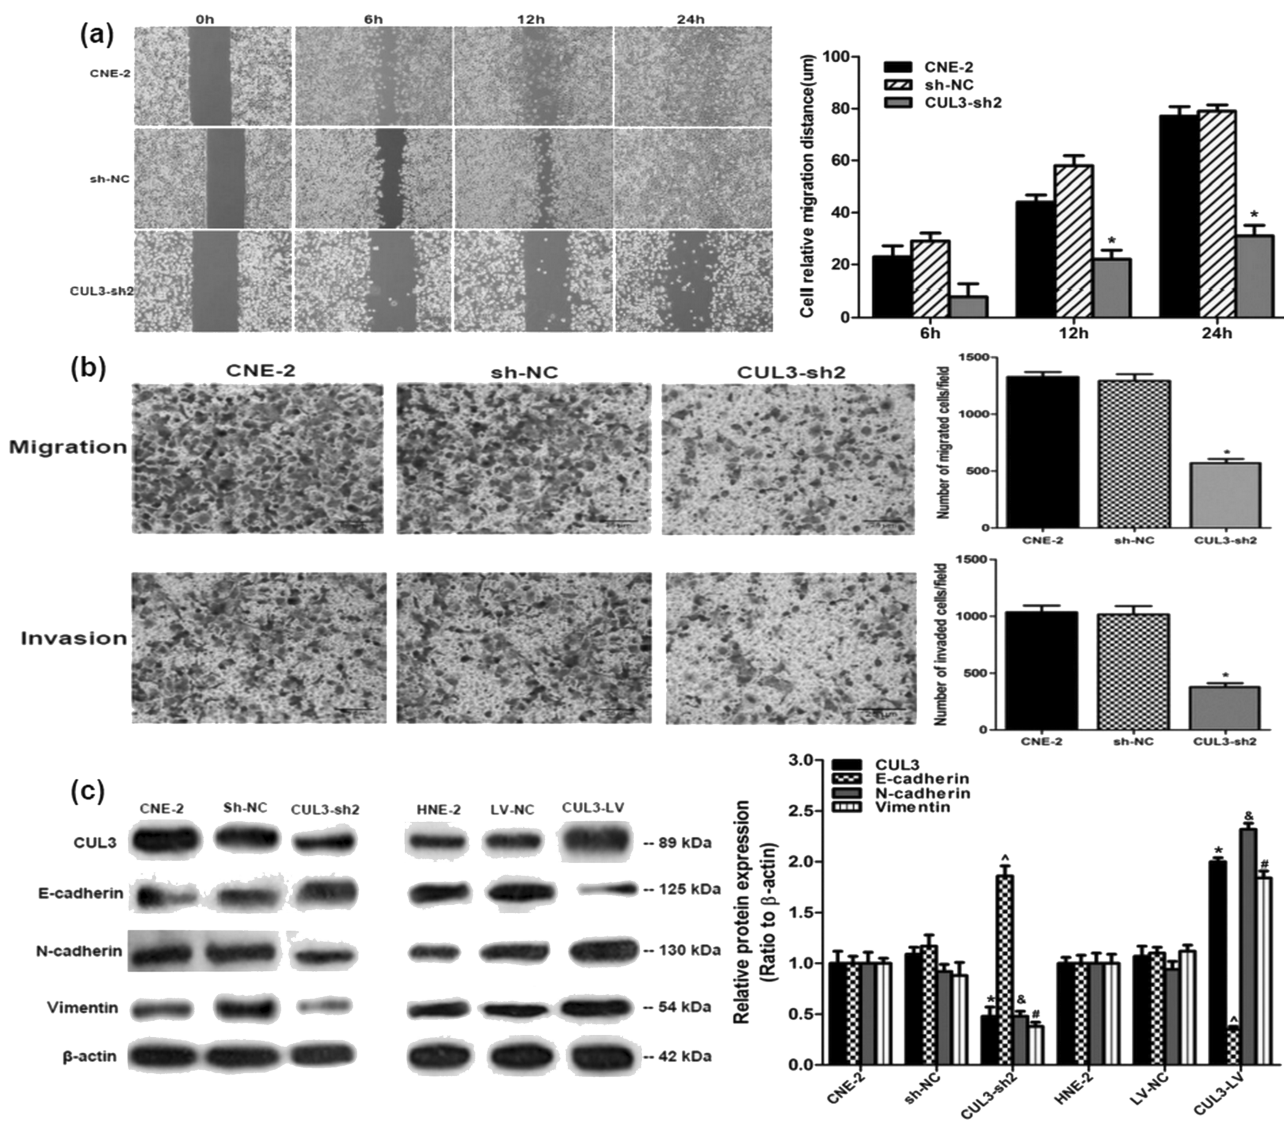 (a)
0h 6h 12h 24h
CNE-2
sh-NC
CUL3-sh2
Cell relative migration distance(um)
100
80
60
40
20
0
CNE-2
sh-NC
CUL3-sh2
*
*
6h 12h 24h
(b)
CNE-2 sh-NC CUL3-sh2
Migration
Invasion
Number of migrated cells/field
1500
1000
500
0
*
CNE-2 sh-NC CUL3-sh2
Number of invaded cells/field
1500
1000
500
0
*
CNE-2 sh-NC CUL3-sh2
(c)
CNE-2 Sh-NC CUL3-sh2 HNE-2 LV-NC CUL3-LV
CUL3 -- 89 kDa
E-cadherin -- 125 kDa
N-cadherin -- 130 kDa
Vimentin -- 54 kDa
β-actin -- 42 kDa
Relative protein expression
(Ratio to β-actin)
3.0
2.5
2.0
1.5
1.0
0.5
0.0
CUL3
E-cadherin
N-cadherin
Vimentin
* ^ & #
* ^ & #
CNE-2 sh-NC CUL3-sh2 HNE-2 LV-NC CUL3-LV